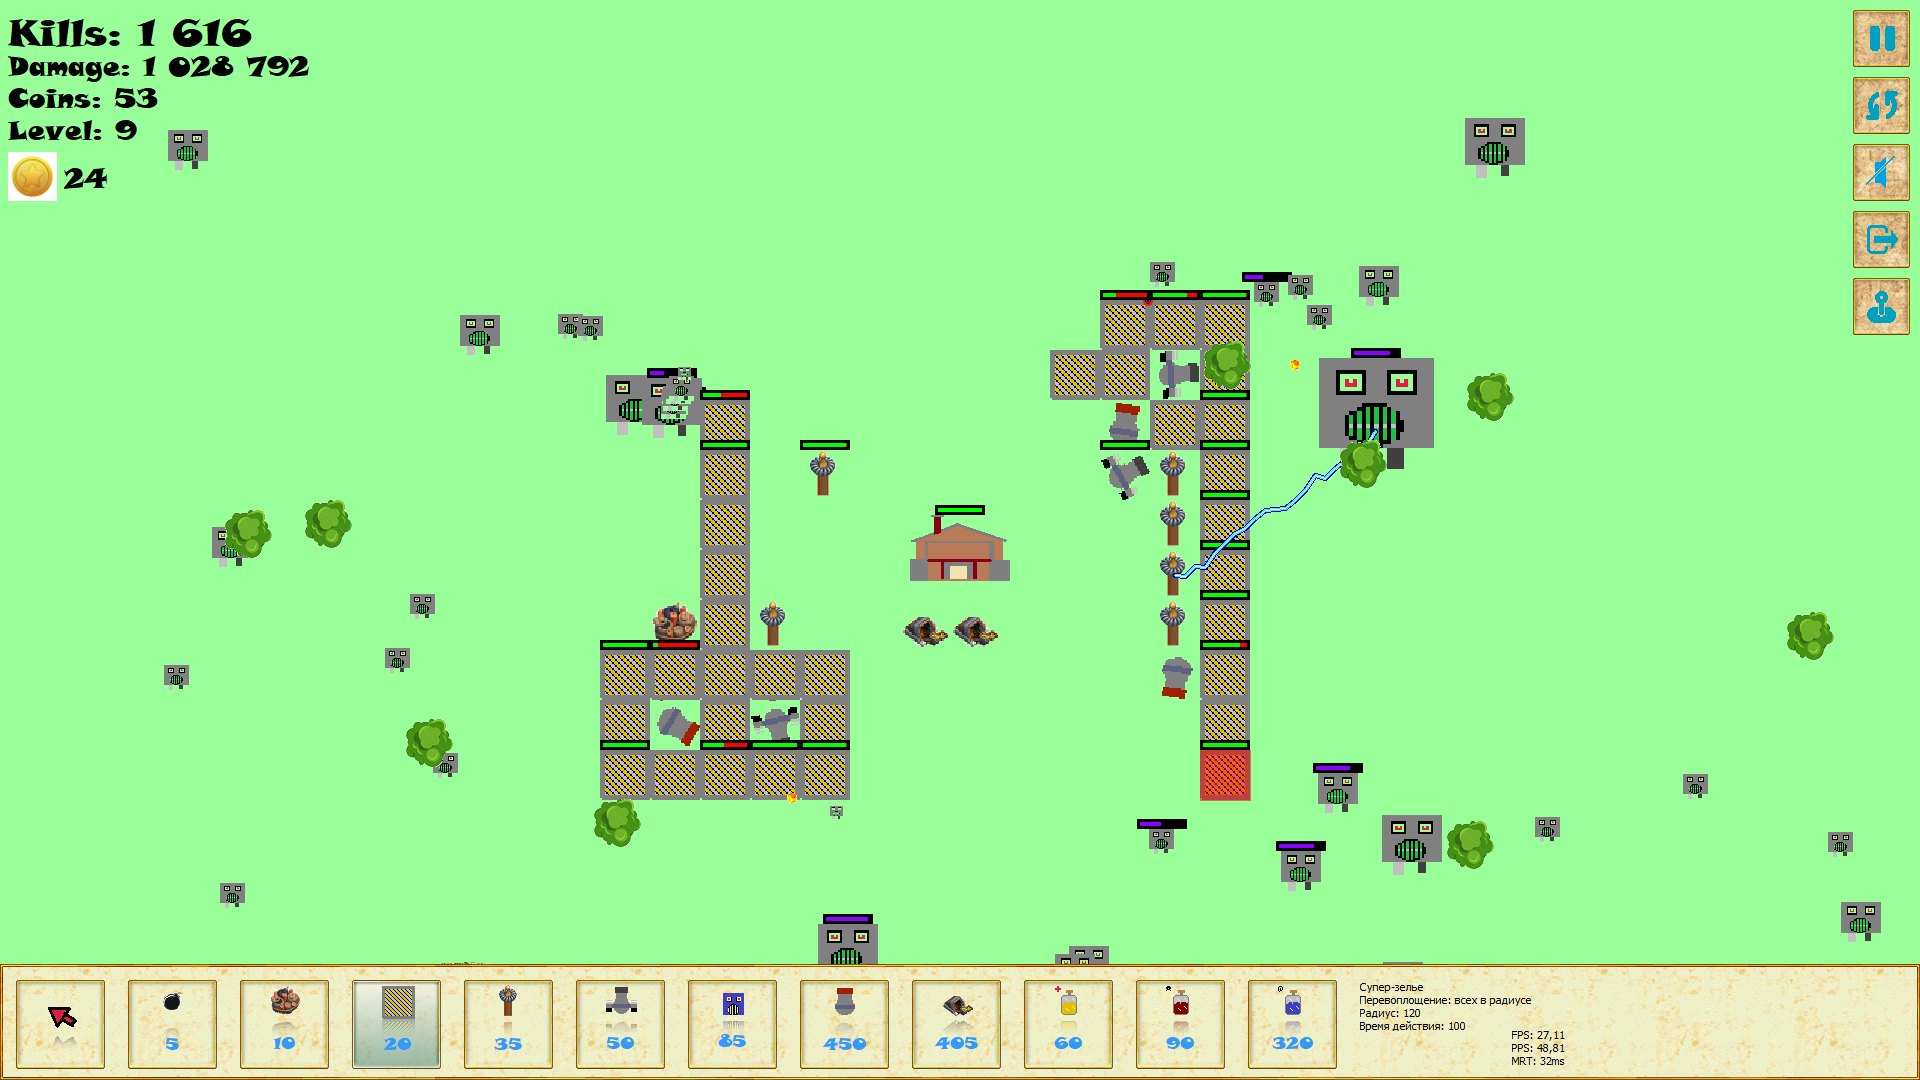 Kills: 1 616
Damage: 1 028 792
Coins: 53
Level: 9
24
5
10
20
35
50
85
450
405
60
90
320
Супер-зелье
Перевоплощение: всех в радиусе
Радиус: 120
Время действия: 100
FPS: 27,11
PPS: 48,81
MRT: 32ms